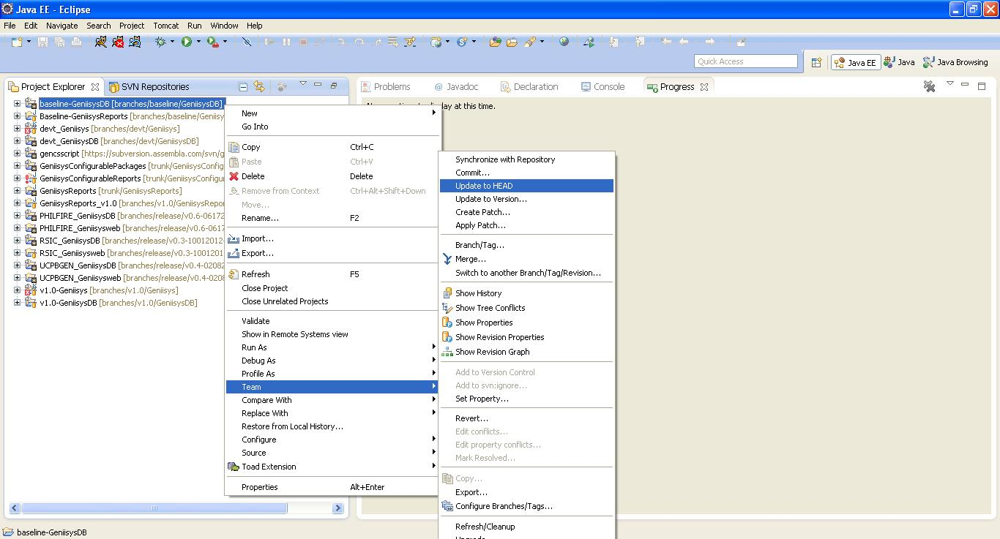 Java EE - Eclipse
File Edit Navigate Search Project Tomcat Run Window Help
Quick Access
Java EE Java Java Browsing
Project Explorer SVN Repositories
baseline-GeniisysDB [branches/baseline/GeniisysDB]
Baseline-GeniisysReports [branches/baseline/Geniisy
devt_Geniisys [branches/devt/Geniisys]
devt_GeniisysDB [branches/devt/GeniisysDB]
gencsscript [https://subversion.assembla.com/svn/g
GeniisysConfigurablePackages [trunk/GeniisysConfig
GeniisysConfigurableReports [trunk/GeniisysConfigu
GeniisysReports [trunk/GeniisysReports]
GeniisysReports_v1.0 [branches/v1.0/GeniisysRepor
PHILFIRE_GeniisysDB [branches/release/v0.6-06172
PHILFIRE_Geniisysweb [branches/release/v0.6-0617
RSIC_GeniisysDB [branches/release/v0.3-10012012-
RSIC_Geniisysweb [branches/release/v0.3-1001201
UCPBGEN_GeniisysDB [branches/release/v0.4-0208
UCPBGEN_Geniisysweb [branches/release/v0.4-0208
v1.0-Geniisys [branches/v1.0/Geniisys]
v1.0-GeniisysDB [branches/v1.0/GeniisysDB]
Problems Javadoc Declaration Console Progress
play at this time.
New
Go Into
Copy Ctrl+C
Paste Ctrl+V
Delete Delete
Remove from Context Ctrl+Alt+Shift+Down
Move...
Rename... F2
Import...
Export...
Refresh F5
Close Project
Close Unrelated Projects
Validate
Show in Remote Systems view
Run As
Debug As
Profile As
Team
Compare With
Replace With
Restore from Local History...
Configure
Source
Toad Extension
Properties Alt+Enter
Synchronize with Repository
Commit...
Update to HEAD
Update to Version...
Create Patch...
Apply Patch...
Branch/Tag...
Merge...
Switch to another Branch/Tag/Revision...
Show History
Show Tree Conflicts
Show Properties
Show Revision Properties
Show Revision Graph
Add to Version Control
Add to svn:ignore...
Set Property...
Revert...
Edit conflicts...
Edit property conflicts...
Mark Resolved...
Copy...
Export...
Configure Branches/Tags...
Refresh/Cleanup
baseline-GeniisysDB